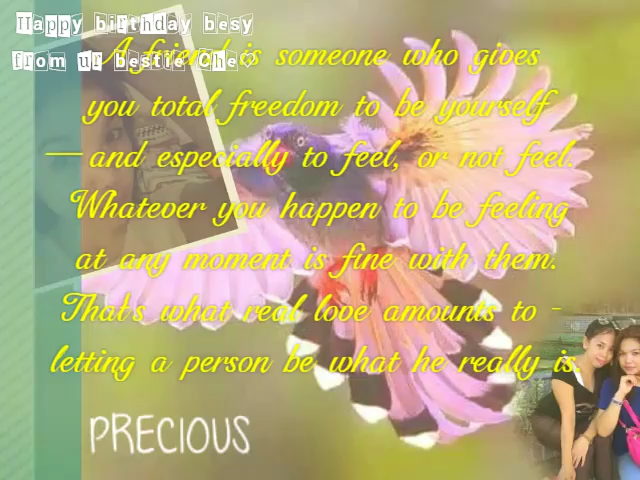 Happy birthday besy
from ur bestie Che♡
A friend is someone who gives
you total freedom to be yourself
—and especially to feel, or not feel.
Whatever you happen to be feeling
at any moment is fine with them.
That's what real love amounts to -
letting a person be what he really is.
PRECIOUS